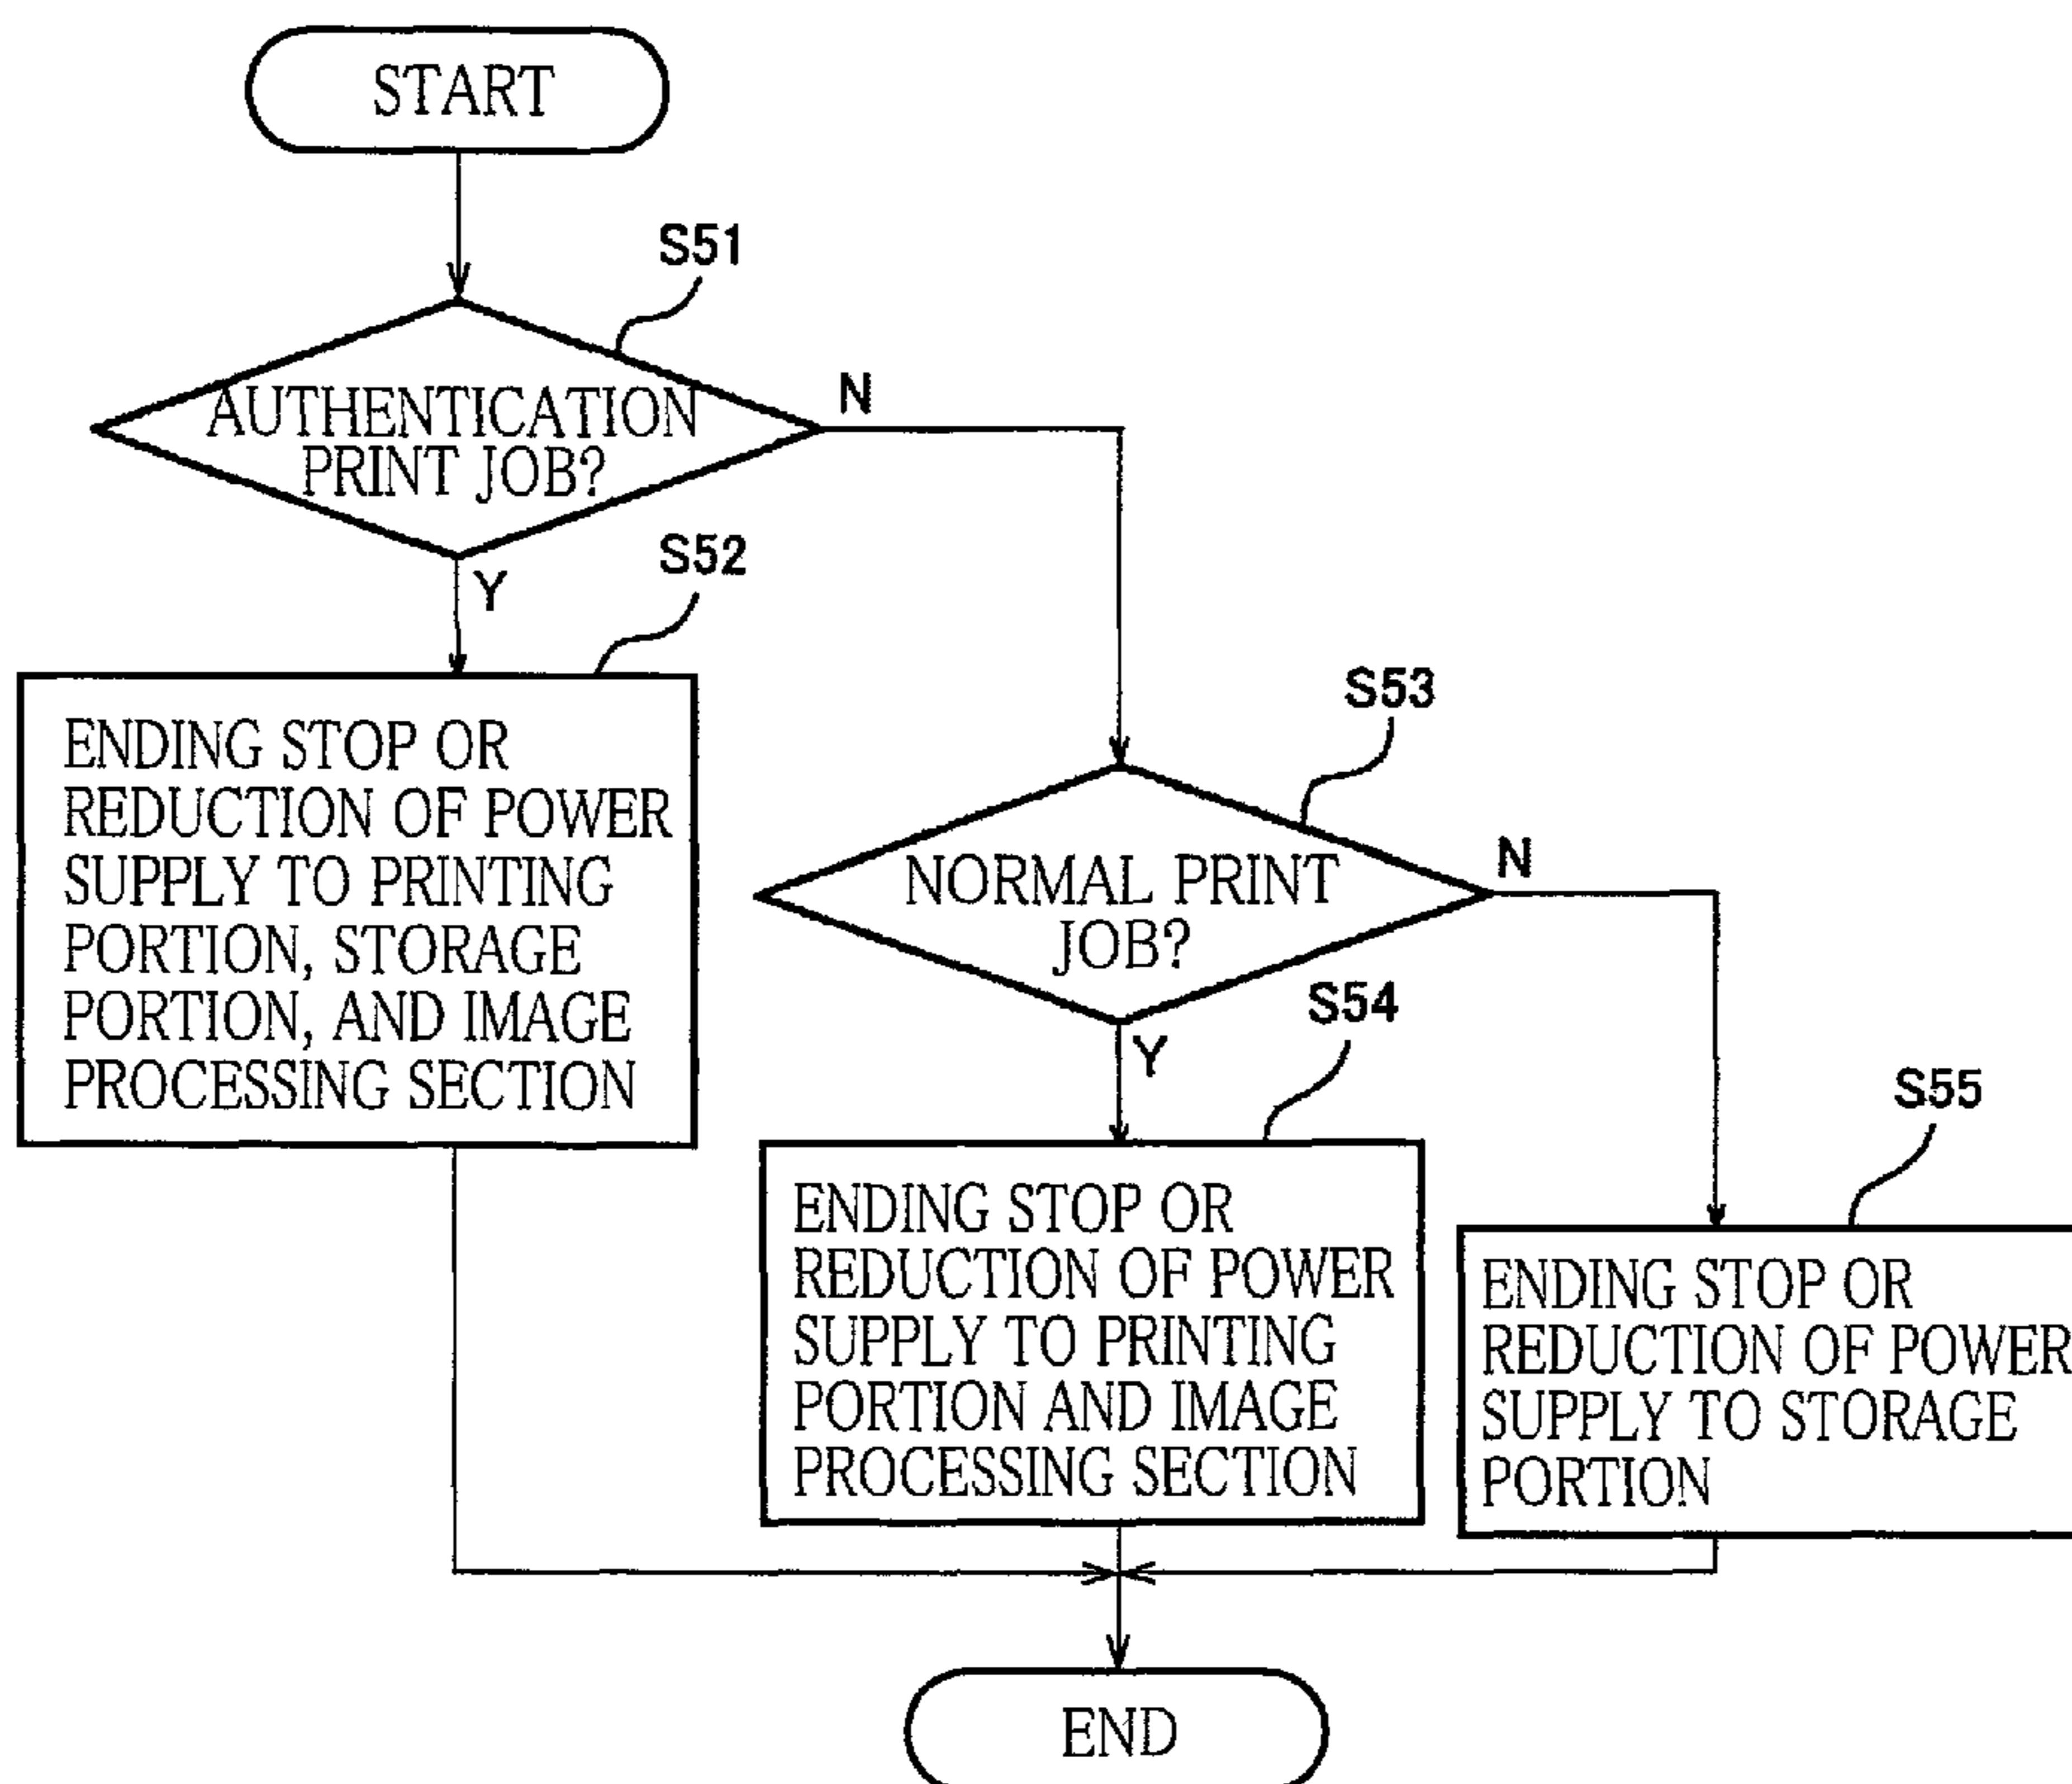 START
S51
AUTHENTICATION
PRINT JOB?
N
Y
S52
ENDING STOP OR
REDUCTION OF POWER
SUPPLY TO PRINTING
PORTION, STORAGE
PORTION, AND IMAGE
PROCESSING SECTION
S53
NORMAL PRINT
JOB?
N
Y
S54
ENDING STOP OR
REDUCTION OF POWER
SUPPLY TO PRINTING
PORTION AND IMAGE
PROCESSING SECTION
S55
ENDING STOP OR
REDUCTION OF POWER
SUPPLY TO STORAGE
PORTION
END